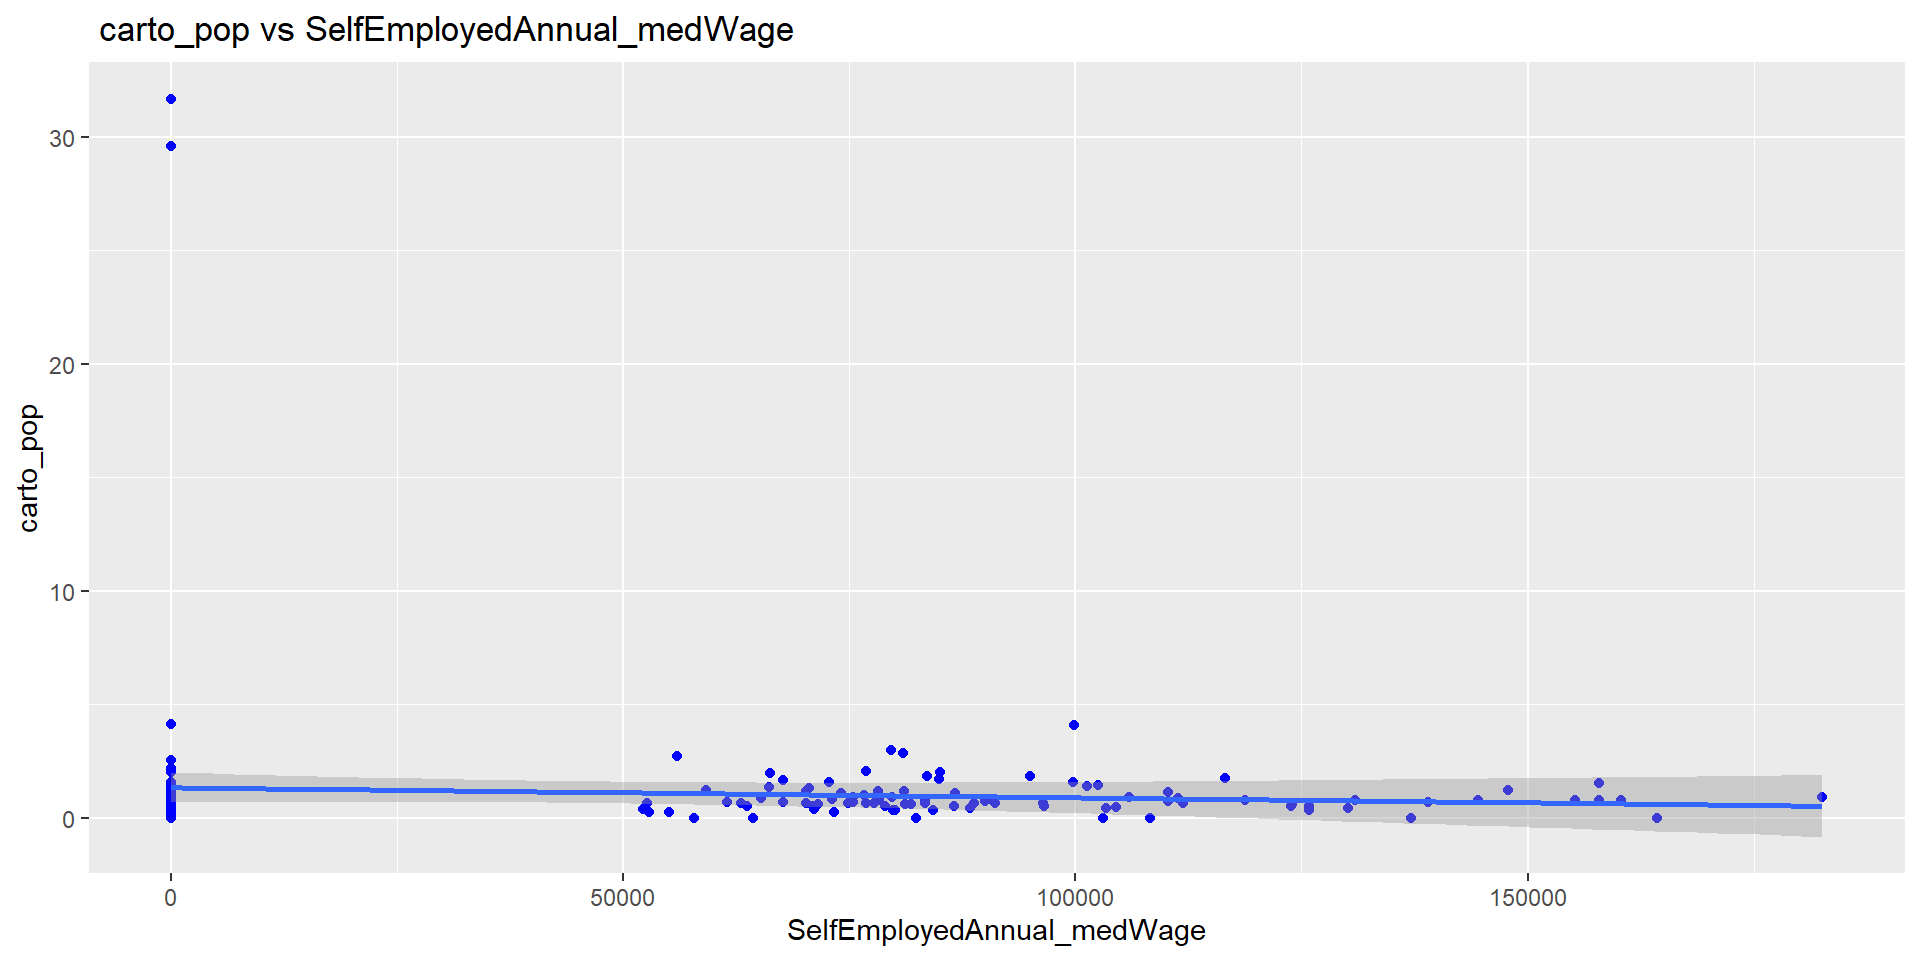 carto_pop vs SelfEmployedAnnual_medWage
30
20
10
0
carto_pop
0 50000 100000 150000
SelfEmployedAnnual_medWage